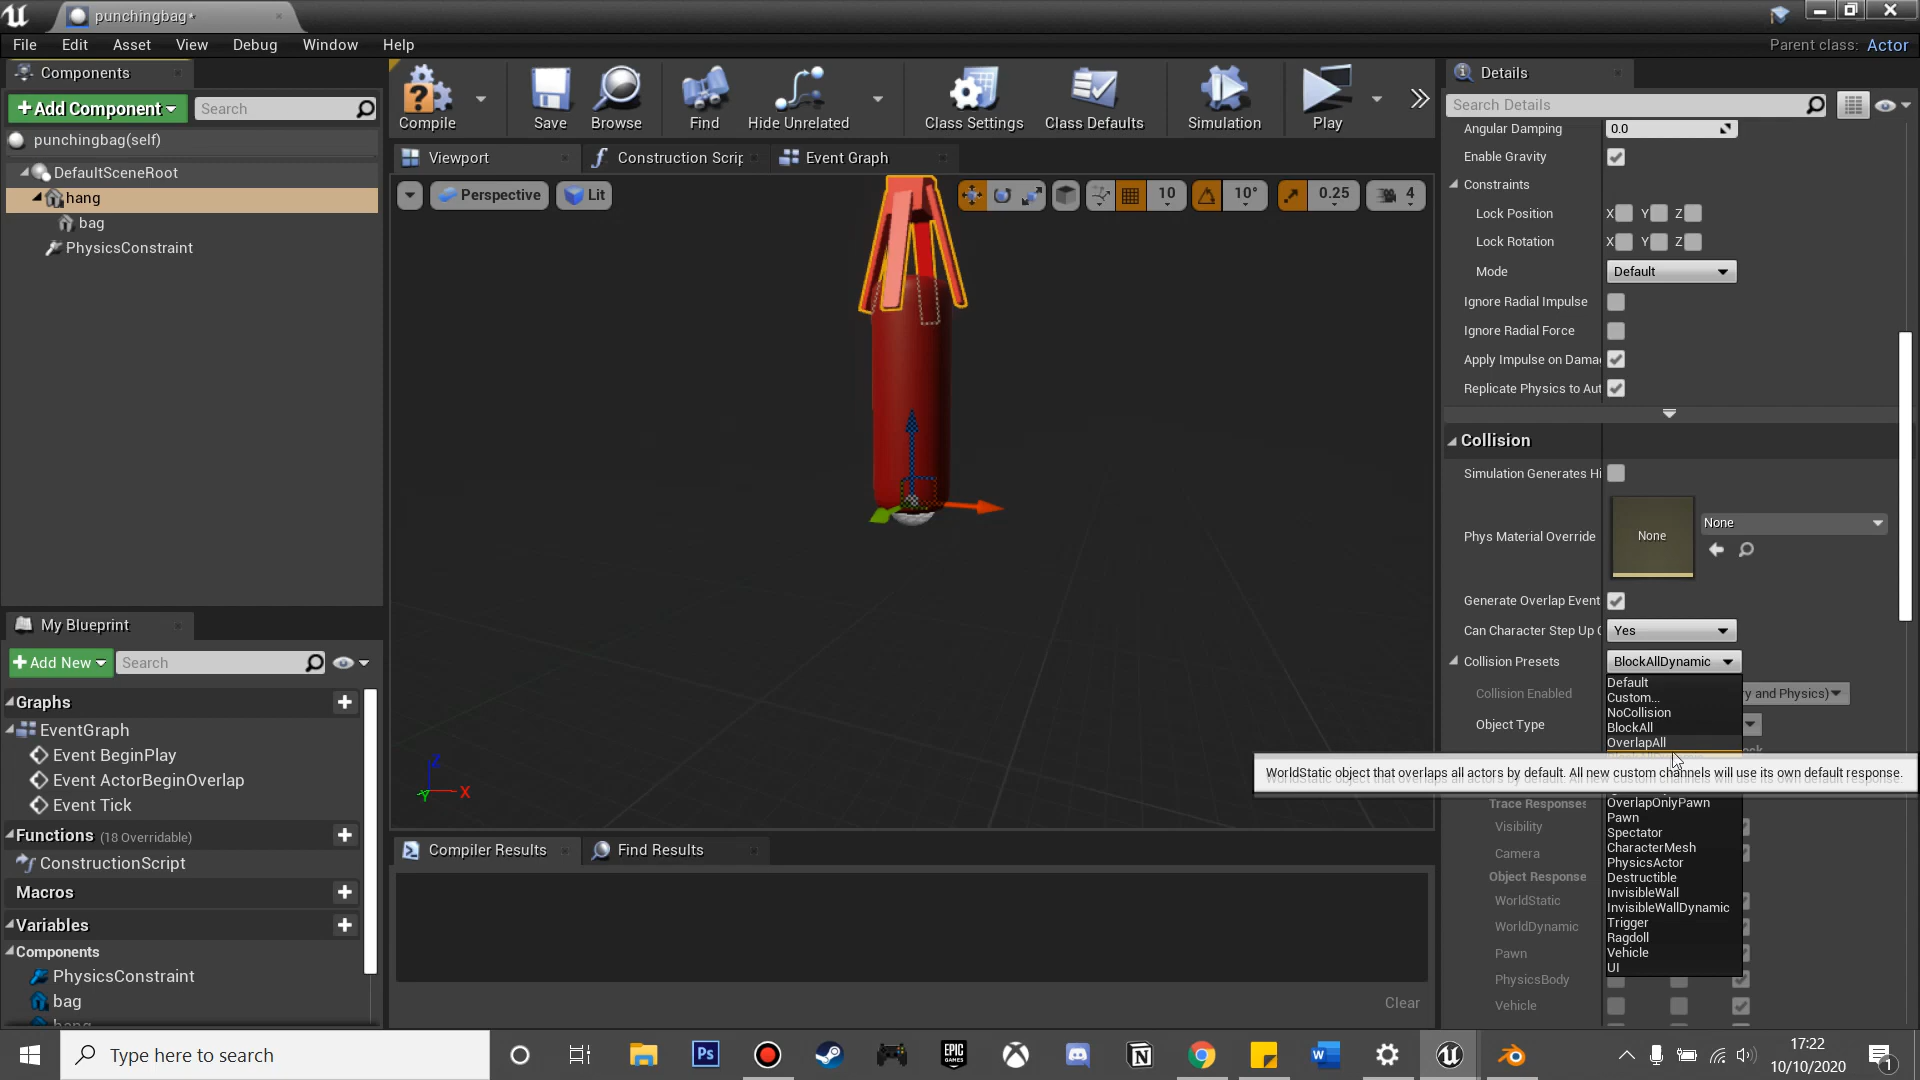 punchingbag*
File Edit Asset View Debug Window Help
Parent class: Actor
Components
+Add Component Search
punchingbag(self)
DefaultSceneRoot
hang
bag
PhysicsConstraint
Compile Save Browse Find Hide Unrelated Class Settings Class Defaults Simulation Play
Viewport Construction Scrip Event Graph
Perspective Lit 10 10° 0.25 4
Z
X
Y
My Blueprint
+Add New Search
Graphs
EventGraph
Event BeginPlay
Event ActorBeginOverlap
Event Tick
Functions (18 Overridable)
ConstructionScript
Macros
Variables
Components
PhysicsConstraint
bag
Compiler Results Find Results
Clear
Details
Search Details
Angular Damping 0.0
Enable Gravity
Constraints
Lock Position X Y Z
Lock Rotation X Y Z
Mode Default
Ignore Radial Impulse
Ignore Radial Force
Apply Impulse on Dama
Replicate Physics to Aut
Collision
Simulation Generates Hi
Phys Material Override None None
Generate Overlap Event
Can Character Step Up Yes
Collision Presets BlockAllDynamic
Collision Enabled y and Physics)
Object Type
Default
Custom...
NoCollision
BlockAll
OverlapAll
WorldStatic object that overlaps all actors by default. All new custom channels will use its own default response.
OverlapOnlyPawn
Pawn
Spectator
CharacterMesh
PhysicsActor
Destructible
InvisibleWall
InvisibleWallDynamic
Trigger
Ragdoll
Vehicle
UI
Trace Responses
Visibility
Camera
Object Response
WorldStatic
WorldDynamic
Pawn
PhysicsBody
Vehicle
Type here to search
Ps
EPIC GAMES
17:22
10/10/2020
1